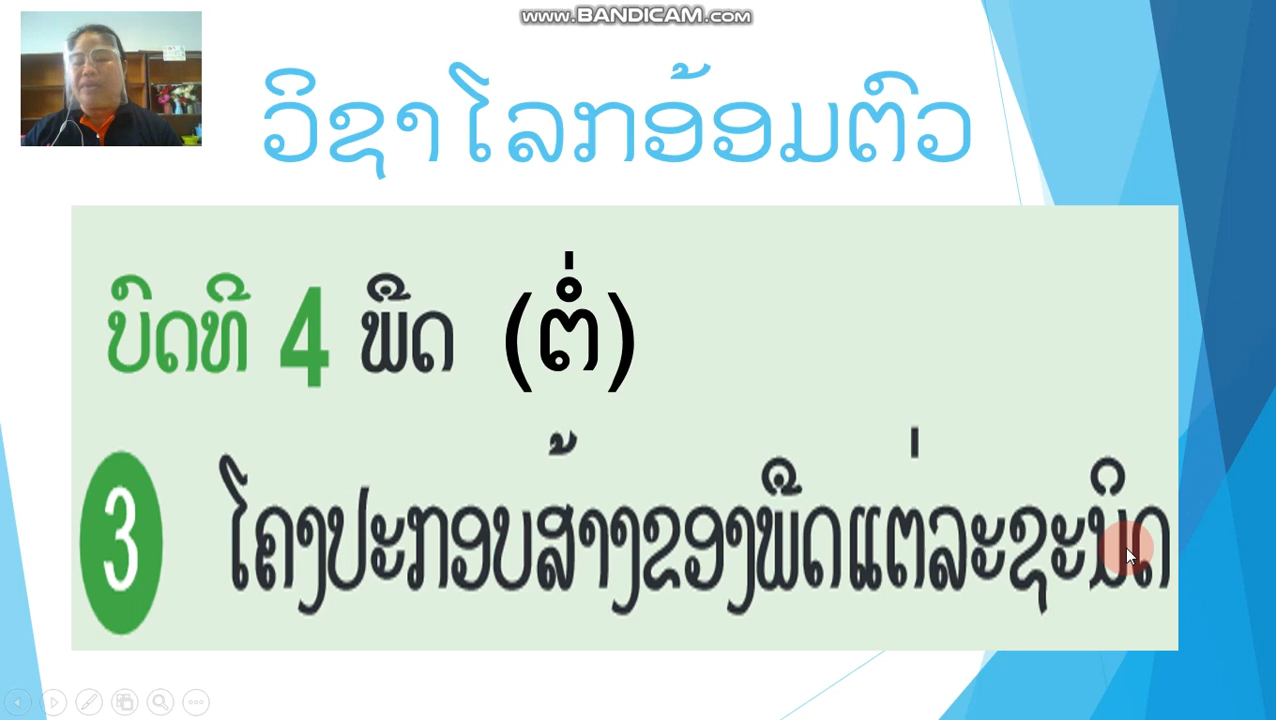 WWW.BANDICAM.COM
ວິຊາໂລກອ້ອມຕົວ
ບົດທີ 4 ພືດ (ຕໍ່)
3 ໂຄງປະກອບສ້າງຂອງພືດແຕ່ລະຊະນິດ